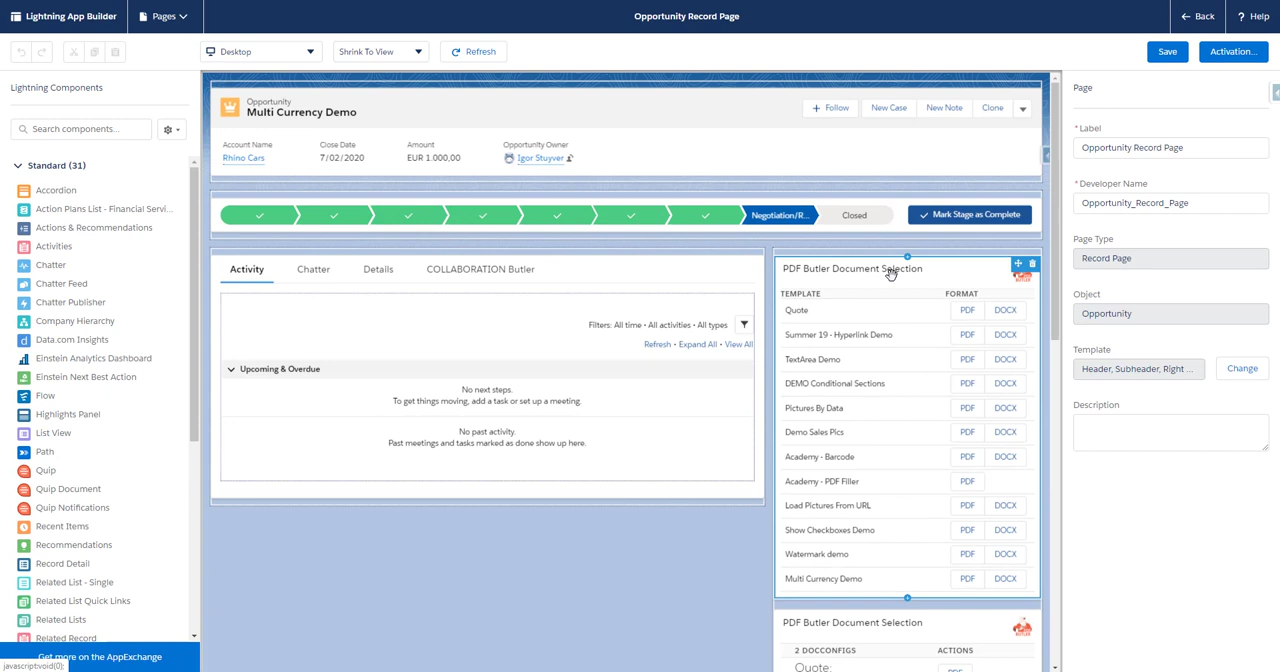 Lightning App Builder
Pages
Opportunity Record Page
Back
? Help
Desktop
Shrink To View
Refresh
Save
Activation...
Lightning Components
Search components...
Standard (31)
Accordion
Action Plans List - Financial Servi...
Actions & Recommendations
Activities
Chatter
Chatter Feed
Chatter Publisher
Company Hierarchy
Data.com Insights
Einstein Analytics Dashboard
Einstein Next Best Action
Flow
Highlights Panel
List View
Path
Quip
Quip Document
Quip Notifications
Recent Items
Recommendations
Record Detail
Related List - Single
Related List Quick Links
Related Lists
Related Record
Get more on the AppExchange
javascript:void(0);
Opportunity
Multi Currency Demo
+ Follow
New Case
New Note
Clone
Account Name
Close Date
Amount
Opportunity Owner
Rhino Cars
7/02/2020
EUR 1.000,00
Igor Stuyver
Negotiation/R...
Closed
Mark Stage as Complete
Activity
Chatter
Details
COLLABORATION Butler
Filters: All time • All activities • All types
Refresh • Expand All • View All
Upcoming & Overdue
No next steps.
To get things moving, add a task or set up a meeting.
No past activity.
Past meetings and tasks marked as done show up here.
PDF Butler Document Selection
TEMPLATE FORMAT
Quote PDF DOCX
Summer 19 - Hyperlink Demo PDF DOCX
TextArea Demo PDF DOCX
DEMO Conditional Sections PDF DOCX
Pictures By Data PDF DOCX
Demo Sales Pics PDF DOCX
Academy - Barcode PDF DOCX
Academy - PDF Filler PDF
Load Pictures From URL PDF DOCX
Show Checkboxes Demo PDF DOCX
Watermark demo PDF DOCX
Multi Currency Demo PDF DOCX
PDF Butler Document Selection
BUTLER
2 DOCCONFIGS ACTIONS
Quote:
PDF
Page
* Label
Opportunity Record Page
* Developer Name
Opportunity_Record_Page
Page Type
Record Page
Object
Opportunity
Template
Header, Subheader, Right ...
Change
Description